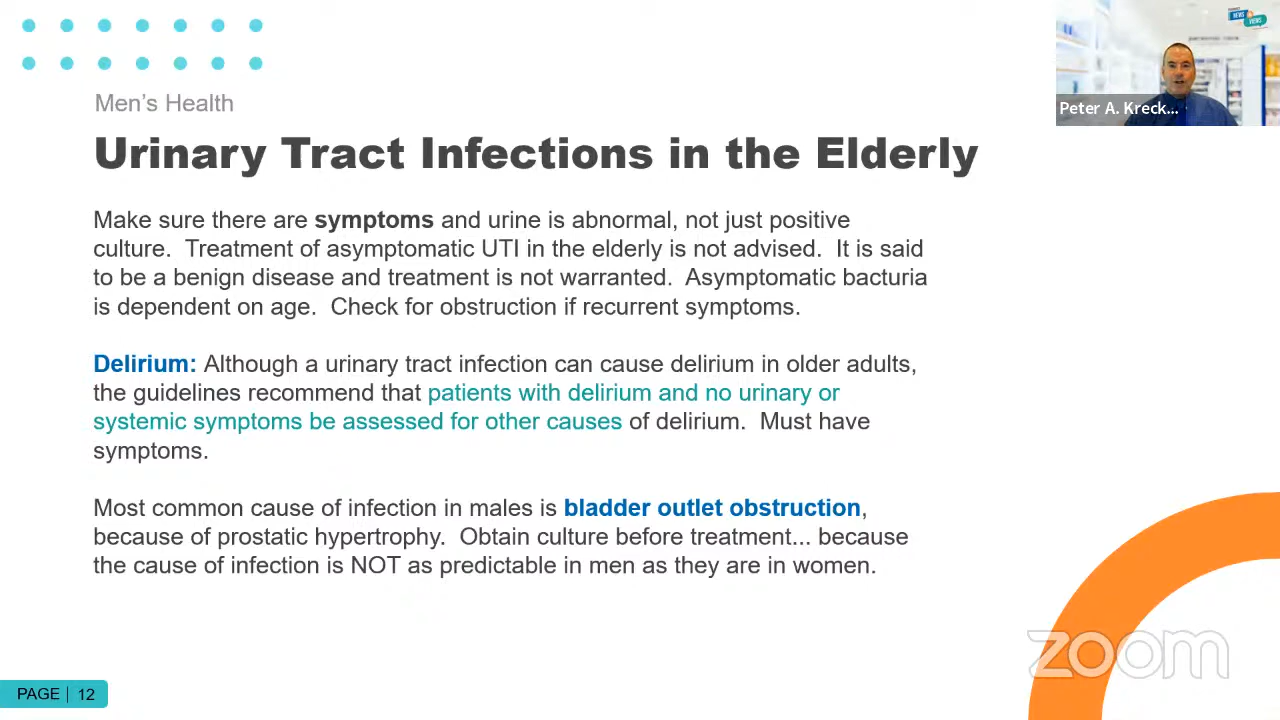 Men's Health
Urinary Tract Infections in the Elderly
Make sure there are symptoms and urine is abnormal, not just positive
culture. Treatment of asymptomatic UTI in the elderly is not advised. It is said
to be a benign disease and treatment is not warranted. Asymptomatic bacturia
is dependent on age. Check for obstruction if recurrent symptoms.
Delirium: Although a urinary tract infection can cause delirium in older adults,
the guidelines recommend that patients with delirium and no urinary or
systemic symptoms be assessed for other causes of delirium. Must have
symptoms.
Most common cause of infection in males is bladder outlet obstruction,
because of prostatic hypertrophy. Obtain culture before treatment... because
the cause of infection is NOT as predictable in men as they are in women.
PAGE | 12
NEWS
VIEWS
Peter A. Kreck...
zoom